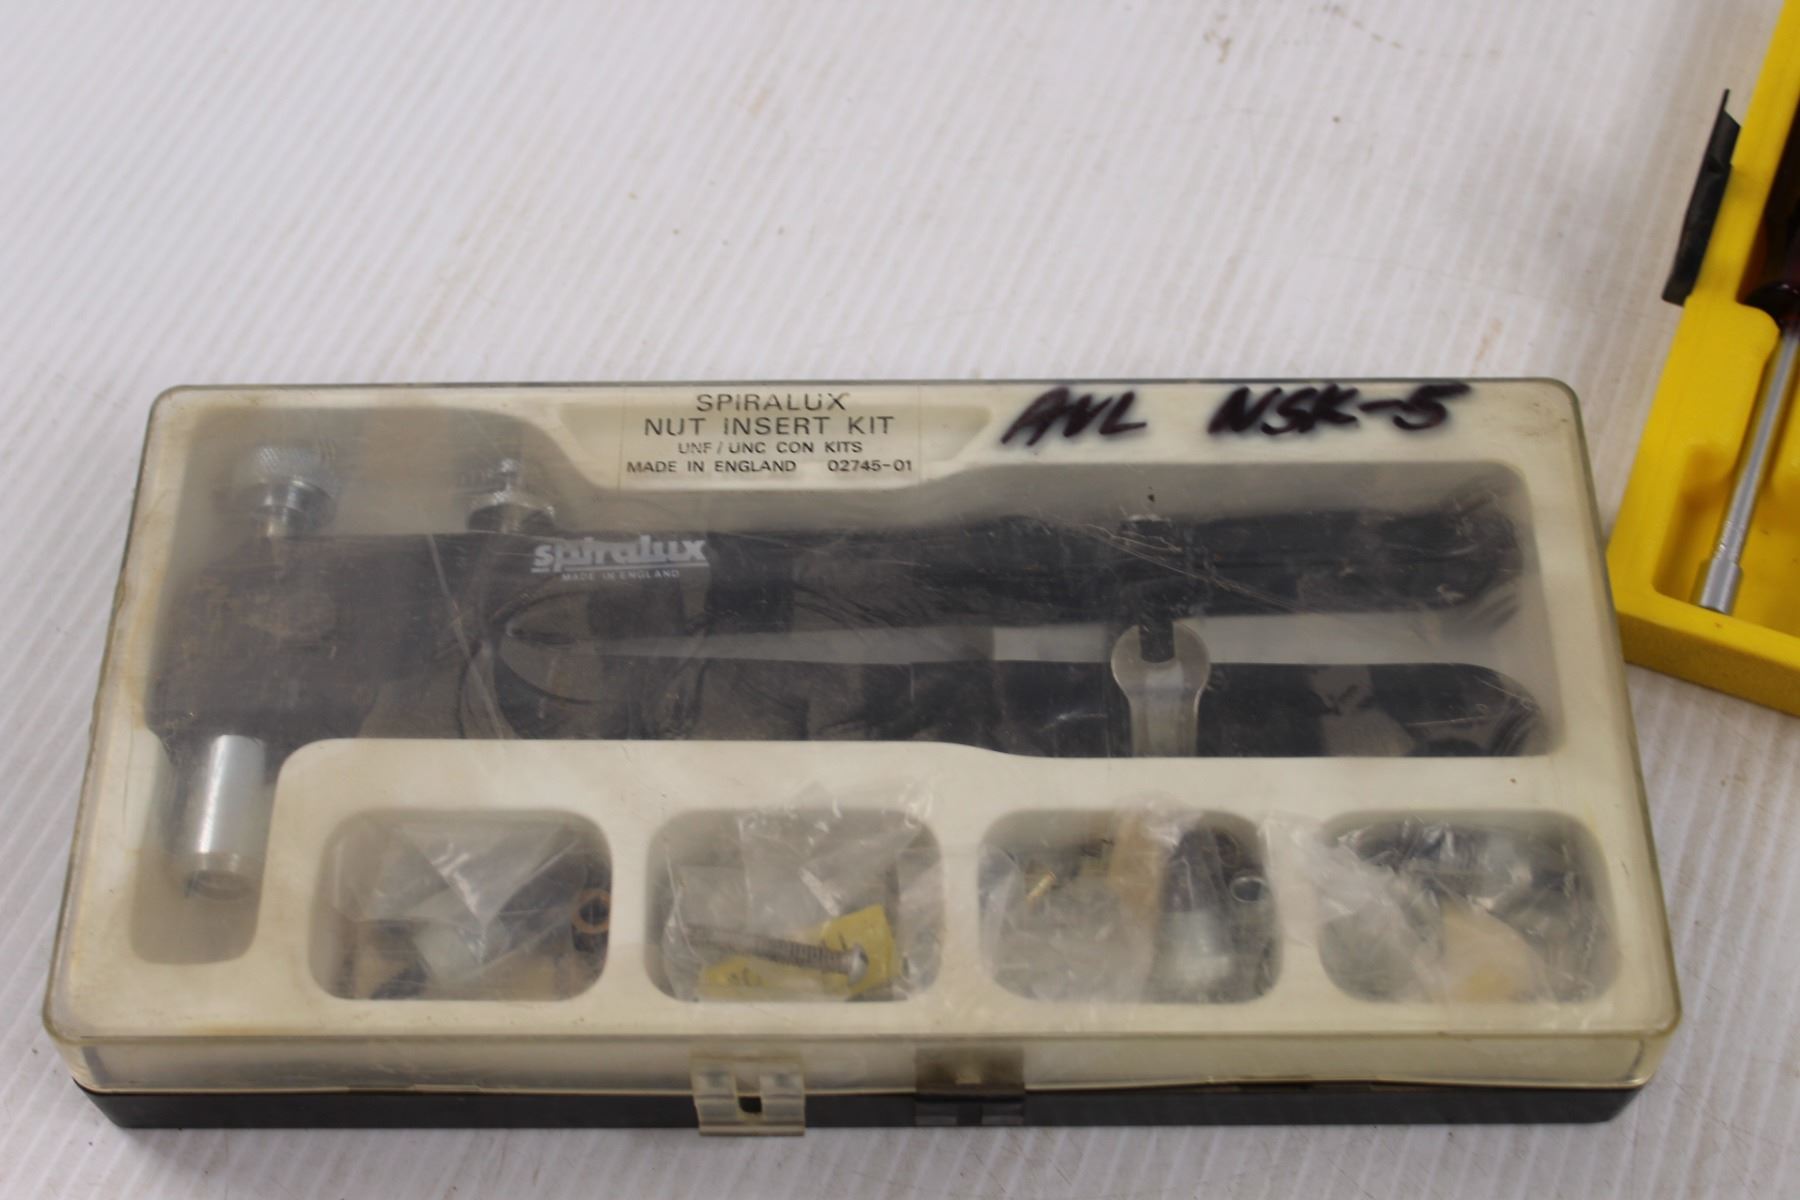 SPIRALUX
NUT INSERT KIT
UNF/UNC CON KITS
MADE IN ENGLAND 02745-01
AVL NSK-5
spiralux
MADE IN ENGLAND